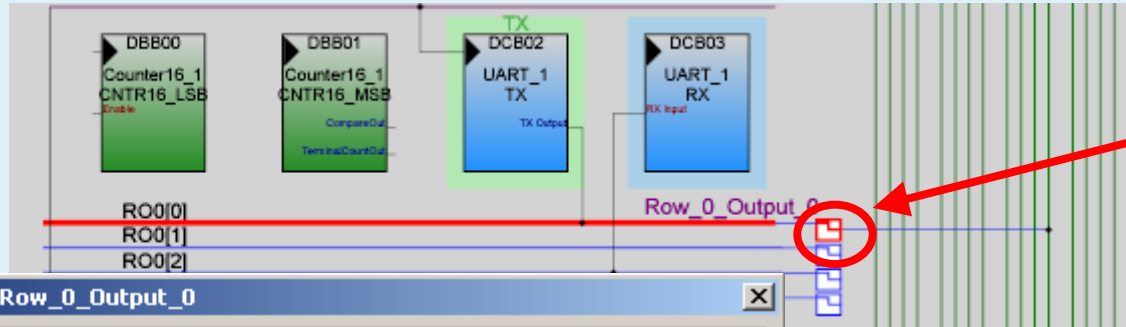 TX
DBB00
Counter16_1
CNTR16_LSB
Enable
DBB01
Counter16_1
CNTR16_MSB
CompareOut
TerminalCountOut
DCB02
UART_1
TX
TX Output
DCB03
UART_1
RX
RX Input
RO0[0]
Row_0_Output_0
RO0[1]
RO0[2]
Row_0_Output_0